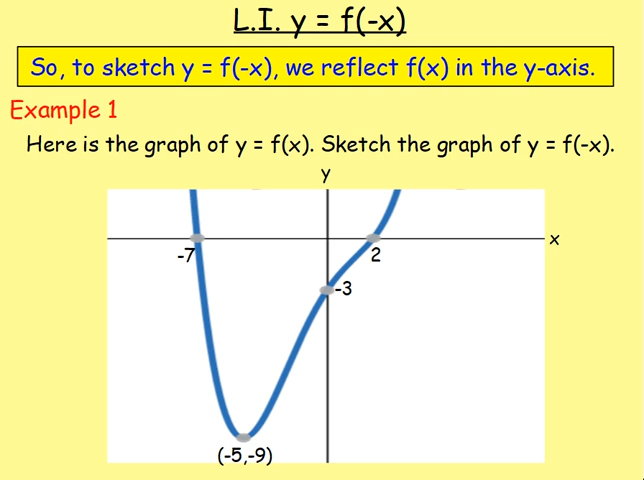 L.I. y = f(-x)
So, to sketch y = f(-x), we reflect f(x) in the y-axis.
Example 1
Here is the graph of y = f(x). Sketch the graph of y = f(-x).
y
x
-7
2
-3
(-5,-9)